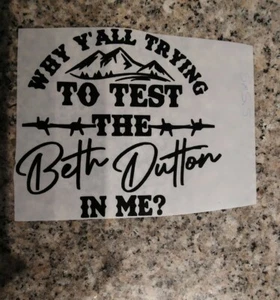 WHY Y'ALL TRYING
TO TEST
THE
Beth Dutton
IN ME?